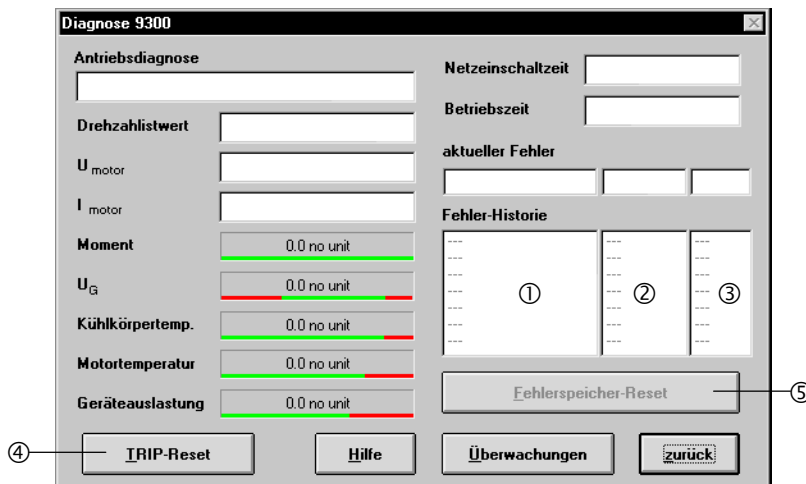 Diagnose 9300
Antriebsdiagnose
Drehzahlistwert
U motor
I motor
Moment 0.0 no unit
UG 0.0 no unit
Kühlkörpertemp. 0.0 no unit
Motortemperatur 0.0 no unit
Geräteauslastung 0.0 no unit
Netzeinschaltzeit
Betriebszeit
aktueller Fehler
Fehler-Historie
--- --- ---
--- --- ---
--- --- ---
--- ① --- ② --- ③
--- --- ---
--- --- ---
--- --- ---
Fehlerspeicher-Reset ⑤
④ TRIP-Reset Hilfe Überwachungen zurück